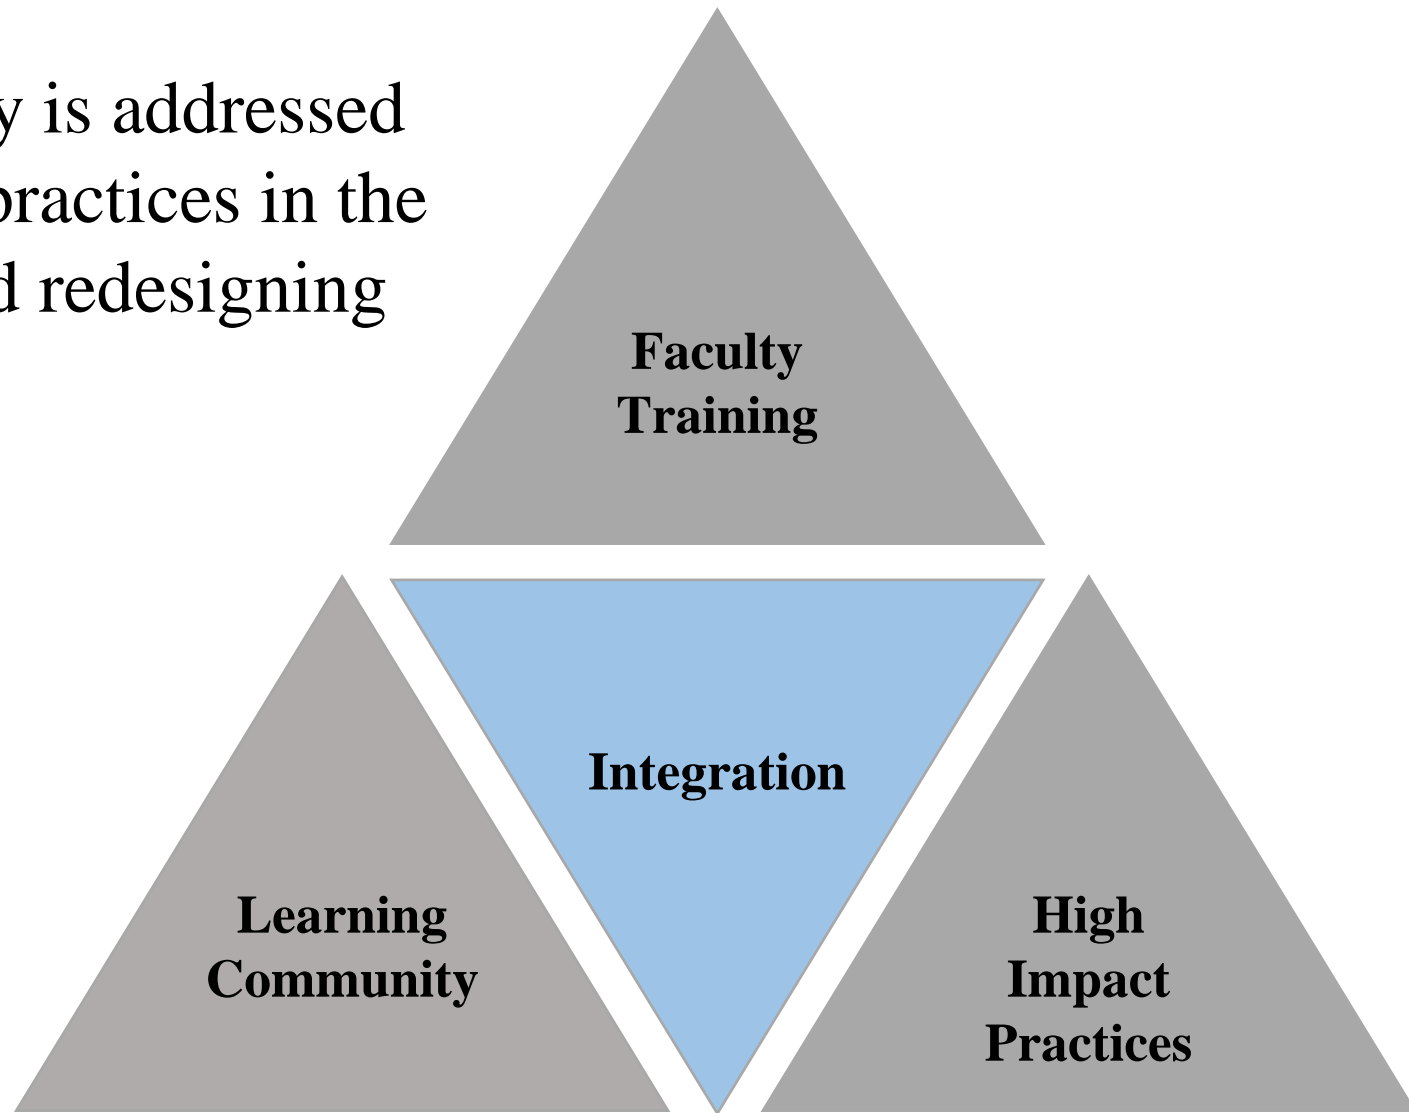 y is addressed
practices in the
d redesigning
Faculty
Training
Integration
Learning
Community
High
Impact
Practices